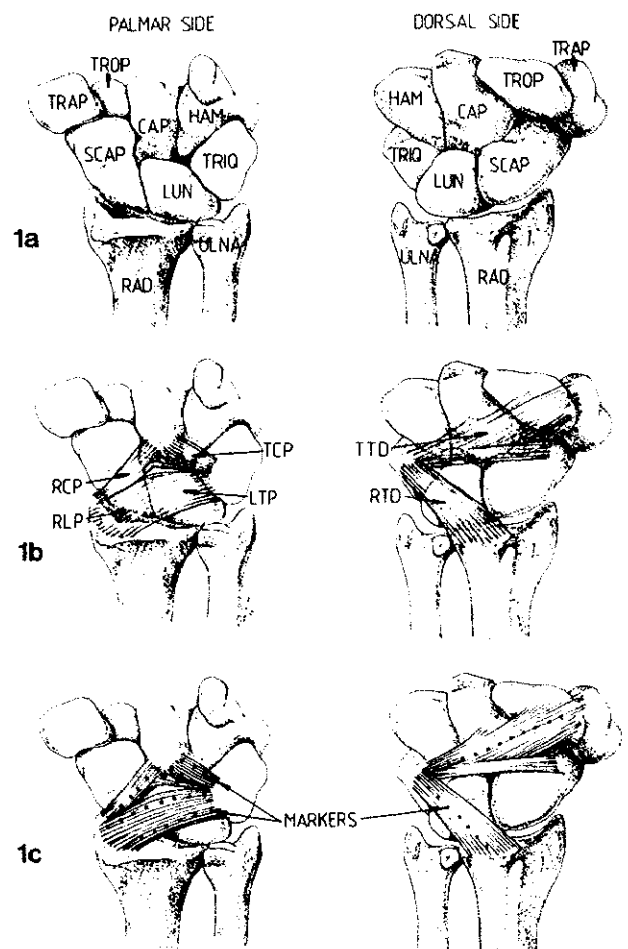 PALMAR SIDE
DORSAL SIDE
TROP
TRAP
CAP
HAM
SCAP
TRIQ
LUN
ULNA
RAD
TRAP
TROP
HAM
CAP
TRIQ
SCAP
LUN
ULNA
RAD
1a
TCP
RCP
LTP
RLP
TTD
RTD
1b
MARKERS
1c